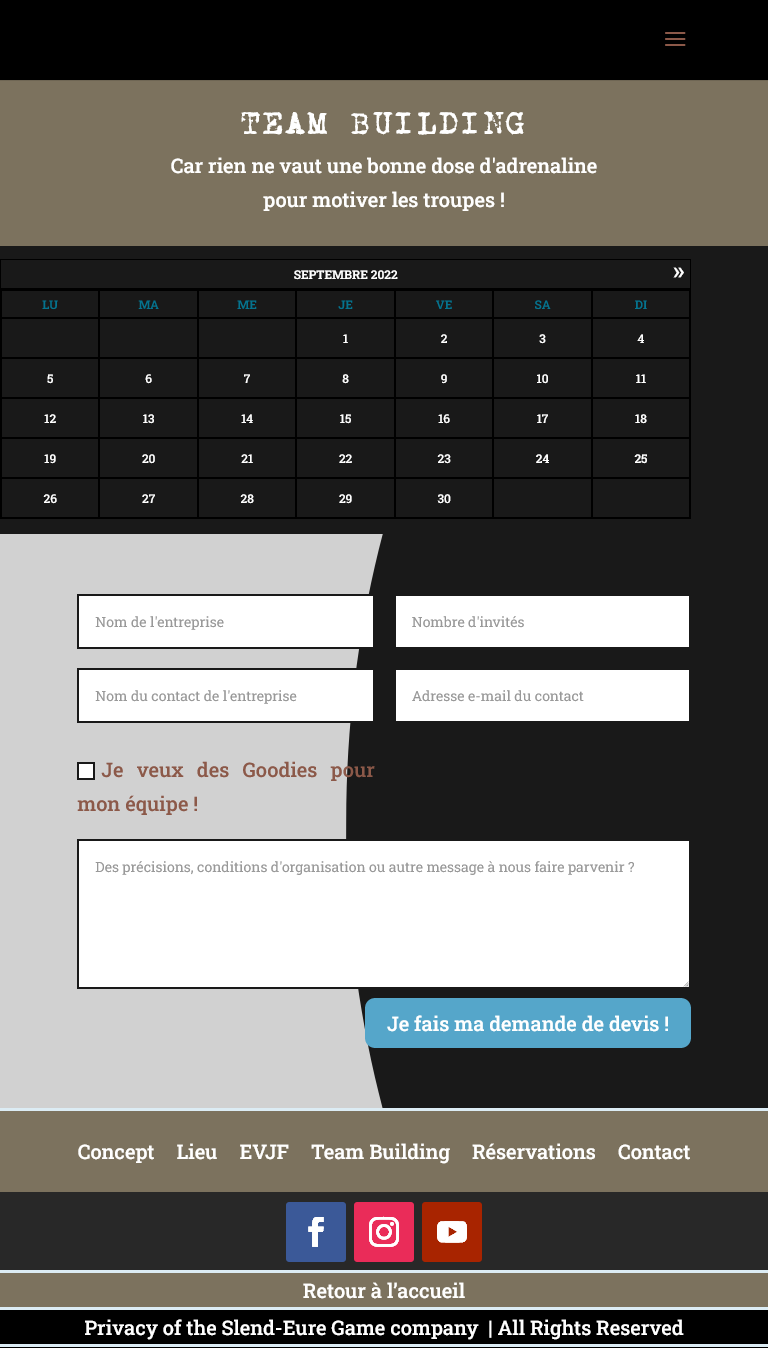 TEAM BUILDING
Car rien ne vaut une bonne dose d'adrenaline
pour motiver les troupes !
SEPTEMBRE 2022 »
LU MA ME JE VE SA DI
1 2 3 4
5 6 7 8 9 10 11
12 13 14 15 16 17 18
19 20 21 22 23 24 25
26 27 28 29 30
Nom de l'entreprise Nombre d'invités
Nom du contact de l'entreprise Adresse e-mail du contact
Je veux des Goodies pour
mon équipe !
Des précisions, conditions d'organisation ou autre message à nous faire parvenir ?
Je fais ma demande de devis !
Concept Lieu EVJF Team Building Réservations Contact
Retour à l’accueil
Privacy of the Slend-Eure Game company | All Rights Reserved